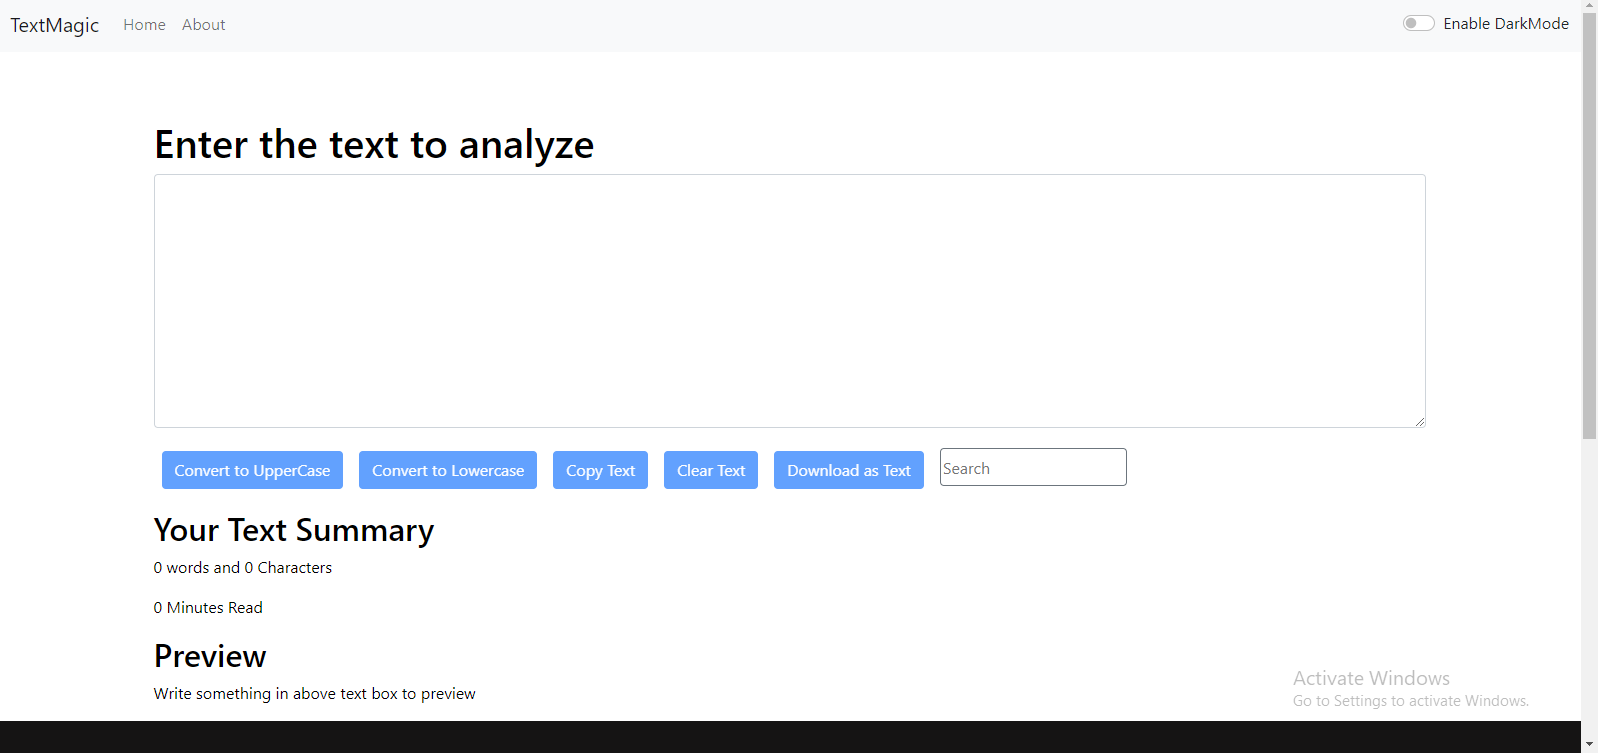 TextMagic Home About Enable DarkMode
Enter the text to analyze
Convert to UpperCase Convert to Lowercase Copy Text Clear Text Download as Text Search
Your Text Summary
0 words and 0 Characters
0 Minutes Read
Preview
Write something in above text box to preview
Activate Windows
Go to Settings to activate Windows.